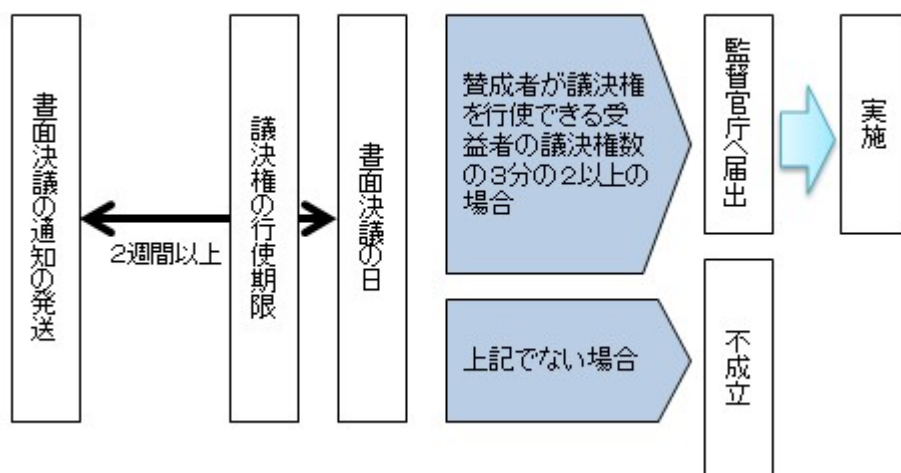 書面決議の通知の発送
2週間以上
議決権の行使期限
書面決議の日
賛成者が議決権
を行使できる受
益者の議決権数
の3分の2以上の
場合
監督官庁へ届出
実施
上記でない場合
不成立